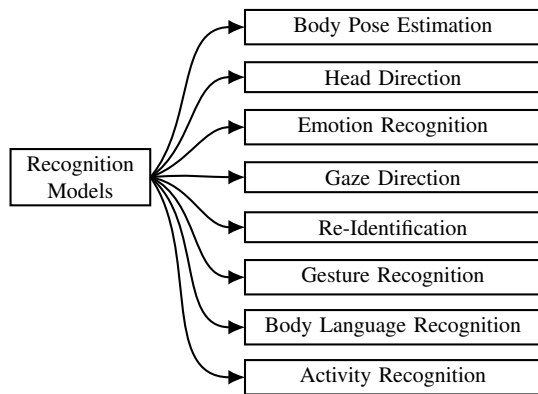 Body Pose Estimation
Head Direction
Emotion Recognition
Recognition
Models
Gaze Direction
Re-Identification
Gesture Recognition
Body Language Recognition
Activity Recognition